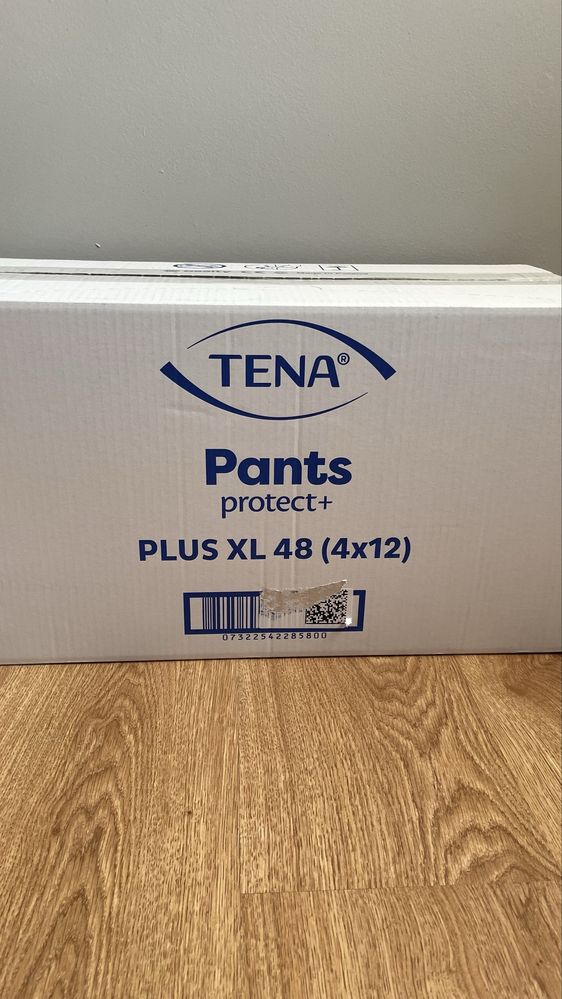 TENA®
Pants
protect+
PLUS XL 48 (4x12)
07322542285800